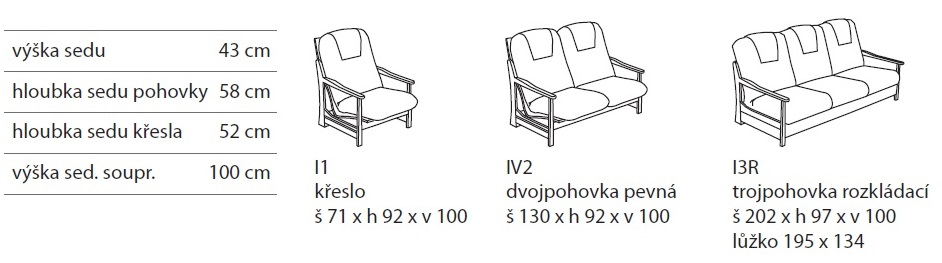 výška sedu 43 cm
hloubka sedu pohovky 58 cm
hloubka sedu křesla 52 cm
výška sed. soupr. 100 cm
I1
křeslo
š 71 x h 92 x v 100
IV2
dvojpohovka pevná
š 130 x h 92 x v 100
I3R
trojpohovka rozkládací
š 202 x h 97 x v 100
lůžko 195 x 134